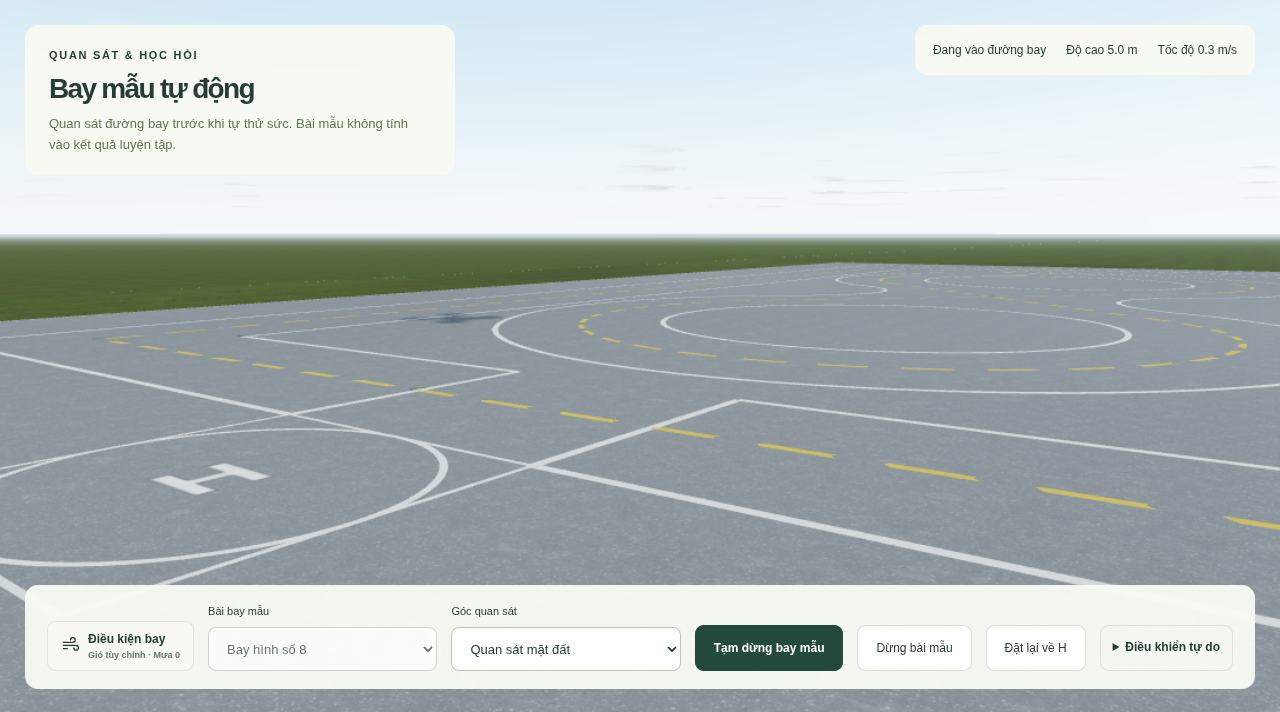 QUAN SÁT & HỌC HỎI
Bay mẫu tự động
Quan sát đường bay trước khi tự thử sức. Bài mẫu không tính
vào kết quả luyện tập.
Đang vào đường bay Độ cao 5.0 m Tốc độ 0.3 m/s
H
Điều kiện bay
Gió tùy chỉnh · Mưa 0
Bài bay mẫu
Bay hình số 8
Góc quan sát
Quan sát mặt đất
Tạm dừng bay mẫu
Dừng bài mẫu
Đặt lại về H
Điều khiển tự do